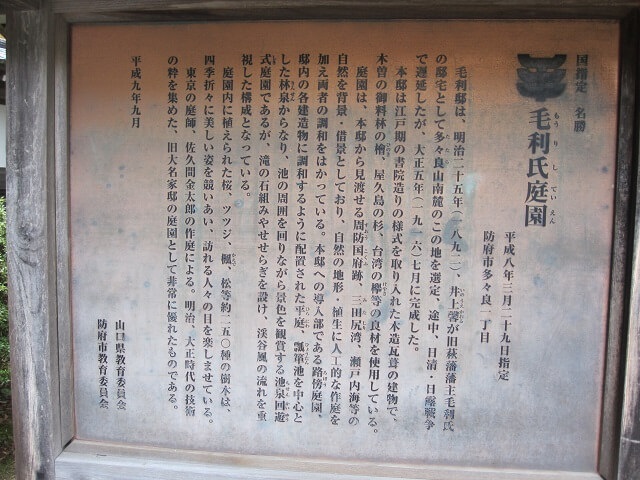 国指定 名勝
毛利氏庭園
もうりしていえん
平成八年三月二十九日指定
防府市多々良一丁目
毛利邸は、明治二十五年(一八九二)、井上馨が旧萩藩藩主毛利氏
の邸宅として多々良山南麓のこの地を選定、途中、日清・日露戦争
で遅延したが、大正五年(一九一六)七月に完成した。
本邸は江戸期の書院造りの様式を取り入れた木造瓦葺の建物で、
木曽の御料林の檜、屋久島の杉、台湾の欅等の良材を使用している。
庭園は、本邸から見渡せる周防国府跡、三田尻湾、瀬戸内海等の
自然を背景・借景としており、自然の地形・植生に人工的な作庭を
加え両者の調和をはかっている。本邸への導入部である路傍庭園、
邸内の各建造物に調和するように配置された平庭、瓢箪池を中心と
した林泉からなり、池の周囲を回りながら景色を観賞する池泉回遊
式庭園であるが、滝の石組みやせせらぎを設け、渓谷風の流れを重
視した構成となっている。
庭園内に植えられた桜、ツツジ、楓、松等約二五〇種の樹木は、
四季折々に美しい姿を競いあい、訪れる人々の目を楽しませている。
東京の庭師、佐久間金太郎の作庭による。明治、大正時代の技術
の粋を集めた、旧大名家邸の庭園として非常に優れたものである。
平成九年九月
山口県教育委員会
防府市教育委員会